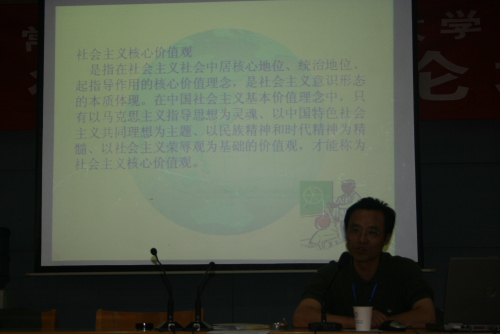 常
大学
论
社会主义核心价值观
是指在社会主义社会中居核心地位、统治地位、
起指导作用的核心价值理念，是社会主义意识形态
的本质体现。在中国社会主义基本价值理念中，只
有以马克思主义指导思想为灵魂、以中国特色社会
主义共同理想为主题、以民族精神和时代精神为精
髓、以社会主义荣辱观为基础的价值观，才能称为
社会主义核心价值观。